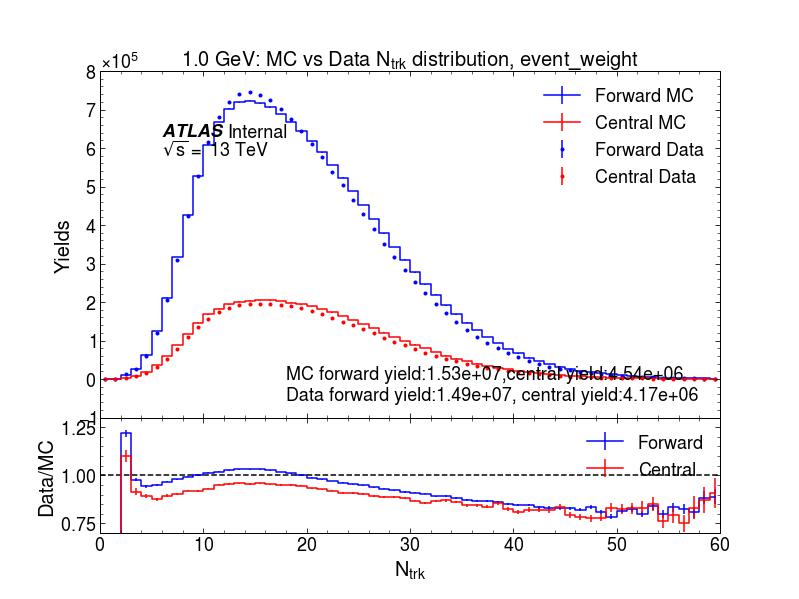 1.0 GeV: MC vs Data N_trk distribution, event_weight
×10⁵
8
7
6
5
4
3
2
1
0
−1
Yields
ATLAS Internal
√s = 13 TeV
Forward MC
Central MC
Forward Data
Central Data
MC forward yield:1.53e+07,central yield:4.54e+06
Data forward yield:1.49e+07, central yield:4.17e+06
1.25
1.00
0.75
Data/MC
Forward
Central
0 10 20 30 40 50 60
N_trk